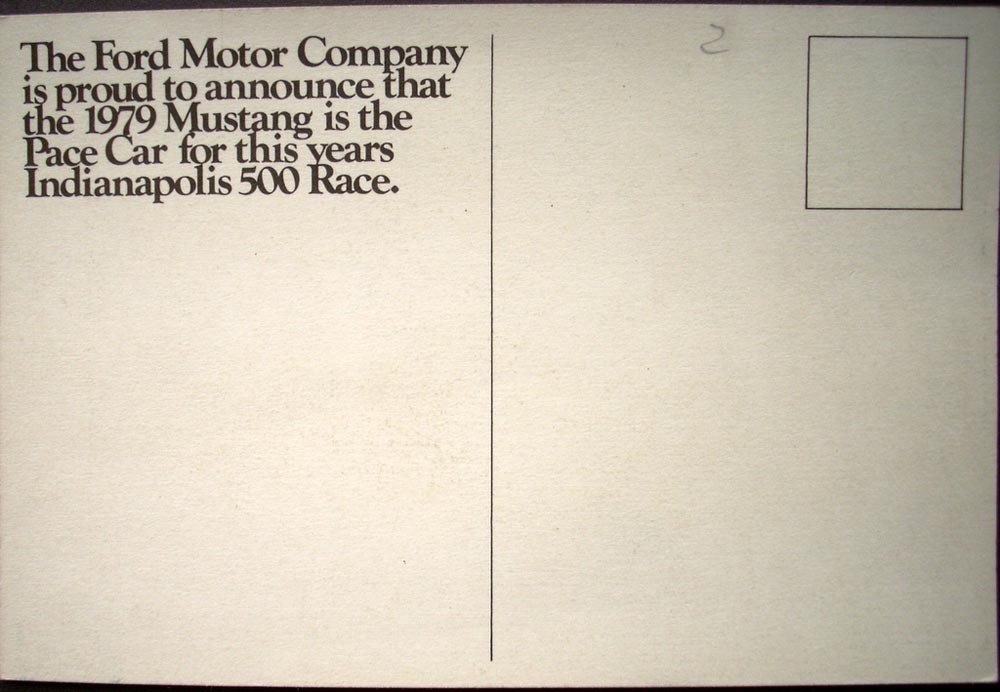 The Ford Motor Company
is proud to announce that
the 1979 Mustang is the
Pace Car for this years
Indianapolis 500 Race.
2